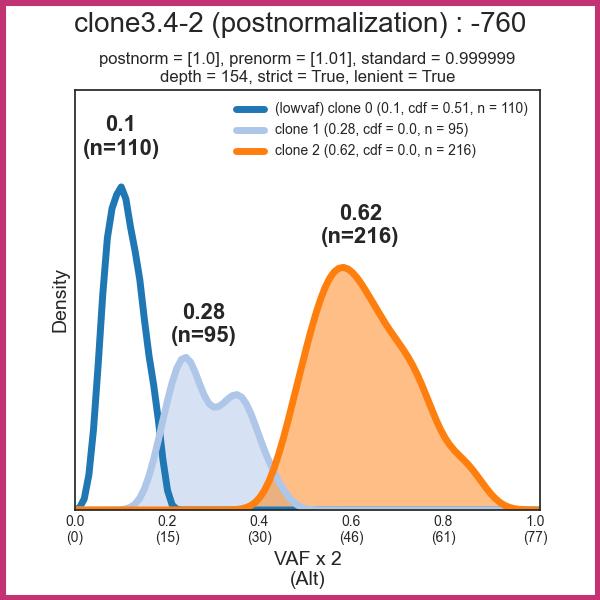 clone3.4-2 (postnormalization) : -760
postnorm = [1.0], prenorm = [1.01], standard = 0.999999
depth = 154, strict = True, lenient = True
(lowvaf) clone 0 (0.1, cdf = 0.51, n = 110)
clone 1 (0.28, cdf = 0.0, n = 95)
clone 2 (0.62, cdf = 0.0, n = 216)
0.1
(n=110)
0.62
(n=216)
0.28
(n=95)
Density
0.0 0.2 0.4 0.6 0.8 1.0
(0) (15) (30) (46) (61) (77)
VAF x 2
(Alt)